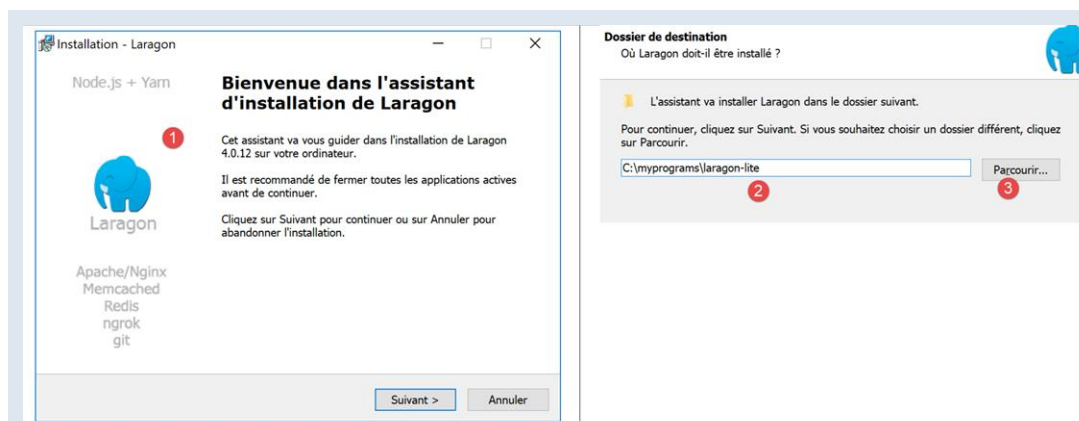 Installation - Laragon
Node.js + Yarn
1
Laragon
Apache/Nginx
Memcached
Redis
ngrok
git
Bienvenue dans l'assistant
d'installation de Laragon
Cet assistant va vous guider dans l'installation de Laragon
4.0.12 sur votre ordinateur.
Il est recommandé de fermer toutes les applications actives
avant de continuer.
Cliquez sur Suivant pour continuer ou sur Annuler pour
abandonner l'installation.
Suivant >
Annuler
Dossier de destination
Où Laragon doit-il être installé ?
L'assistant va installer Laragon dans le dossier suivant.
Pour continuer, cliquez sur Suivant. Si vous souhaitez choisir un dossier différent, cliquez
sur Parcourir.
C:\myprograms\laragon-lite
Parcourir...
2
3